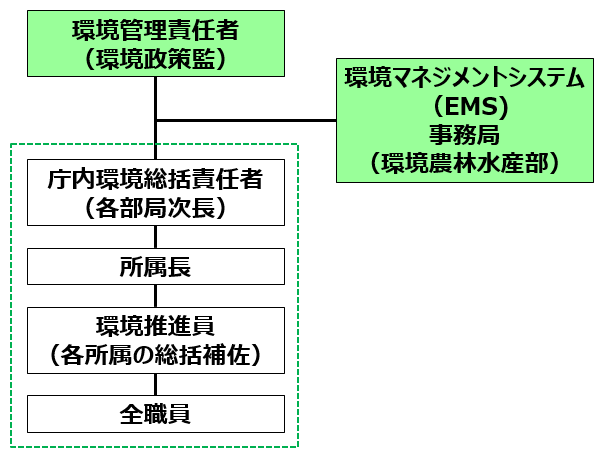 環境管理責任者
（環境政策監）
環境マネジメントシステム
（EMS）
事務局
（環境農林水産部）
庁内環境総括責任者
（各部局次長）
所属長
環境推進員
（各所属の総括補佐）
全職員